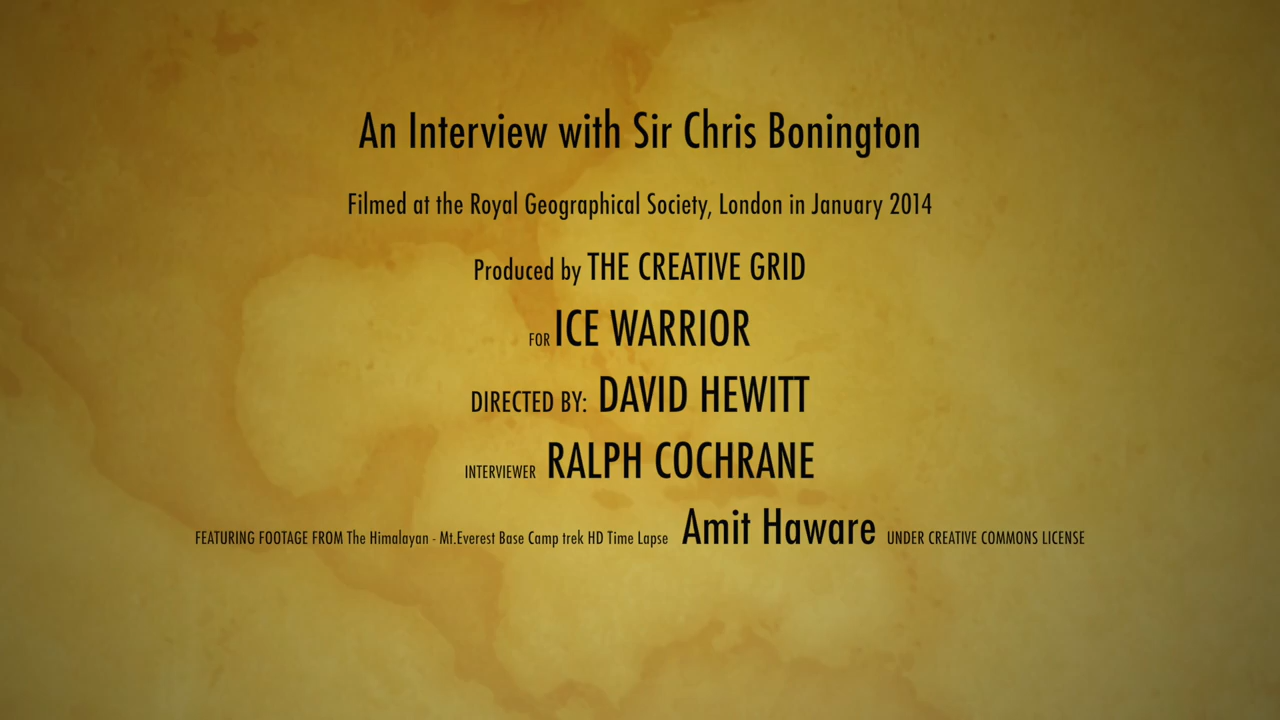 An Interview with Sir Chris Bonington
Filmed at the Royal Geographical Society, London in January 2014
Produced by THE CREATIVE GRID
FOR ICE WARRIOR
DIRECTED BY: DAVID HEWITT
INTERVIEWER RALPH COCHRANE
FEATURING FOOTAGE FROM The Himalayan - Mt.Everest Base Camp trek HD Time Lapse Amit Haware UNDER CREATIVE COMMONS LICENSE